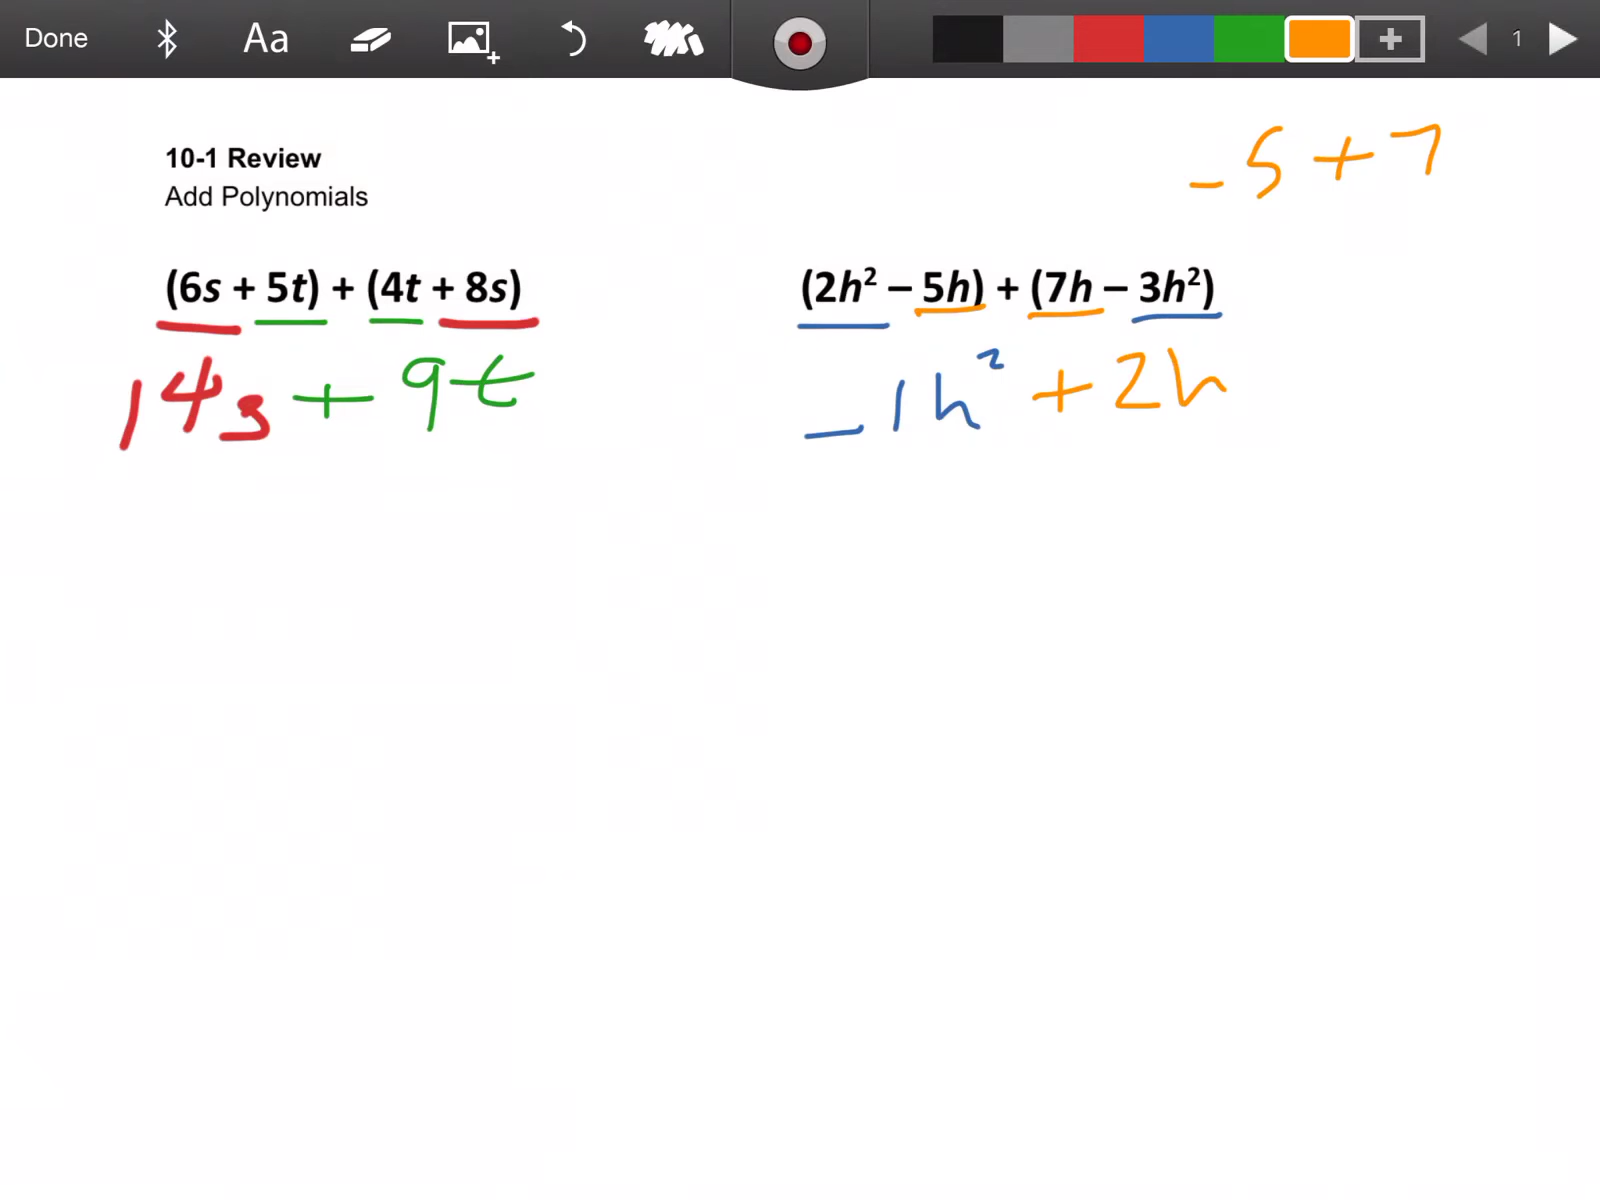 Done Aa 1
10-1 Review
Add Polynomials
-5+7
(6s + 5t) + (4t + 8s)
14s + 9t
(2h² – 5h) + (7h – 3h²)
-1h² + 2h